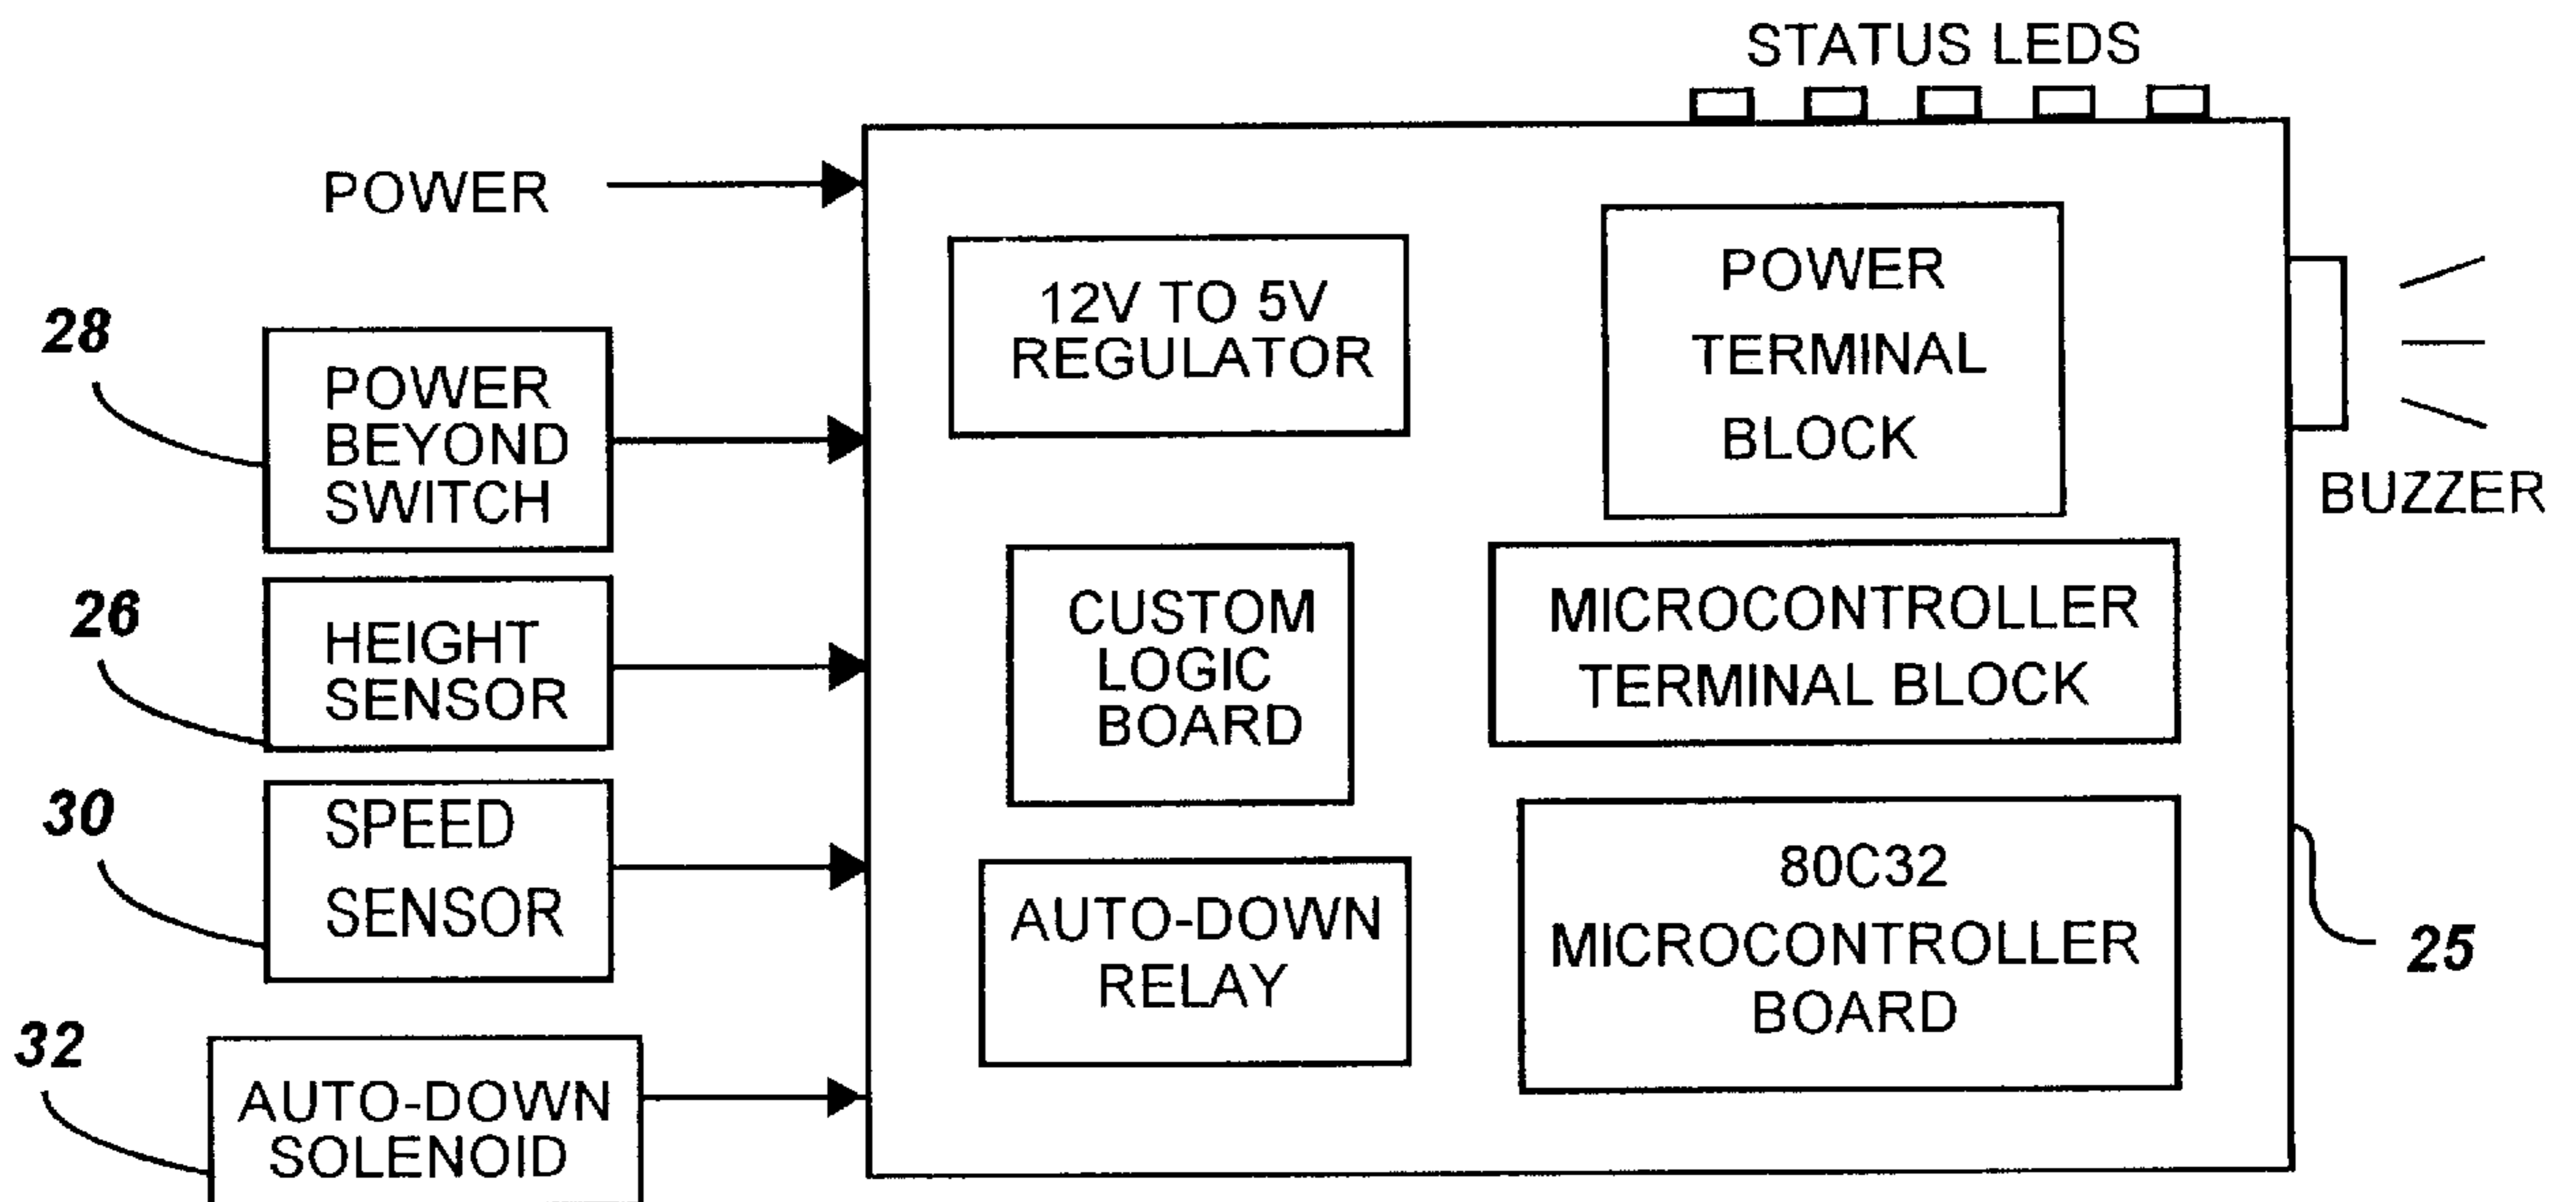 STATUS LEDS
POWER
28
POWER
BEYOND
SWITCH
26
HEIGHT
SENSOR
30
SPEED
SENSOR
32
AUTO-DOWN
SOLENOID
12V TO 5V
REGULATOR
CUSTOM
LOGIC
BOARD
AUTO-DOWN
RELAY
POWER
TERMINAL
BLOCK
MICROCONTROLLER
TERMINAL BLOCK
80C32
MICROCONTROLLER
BOARD
BUZZER
25